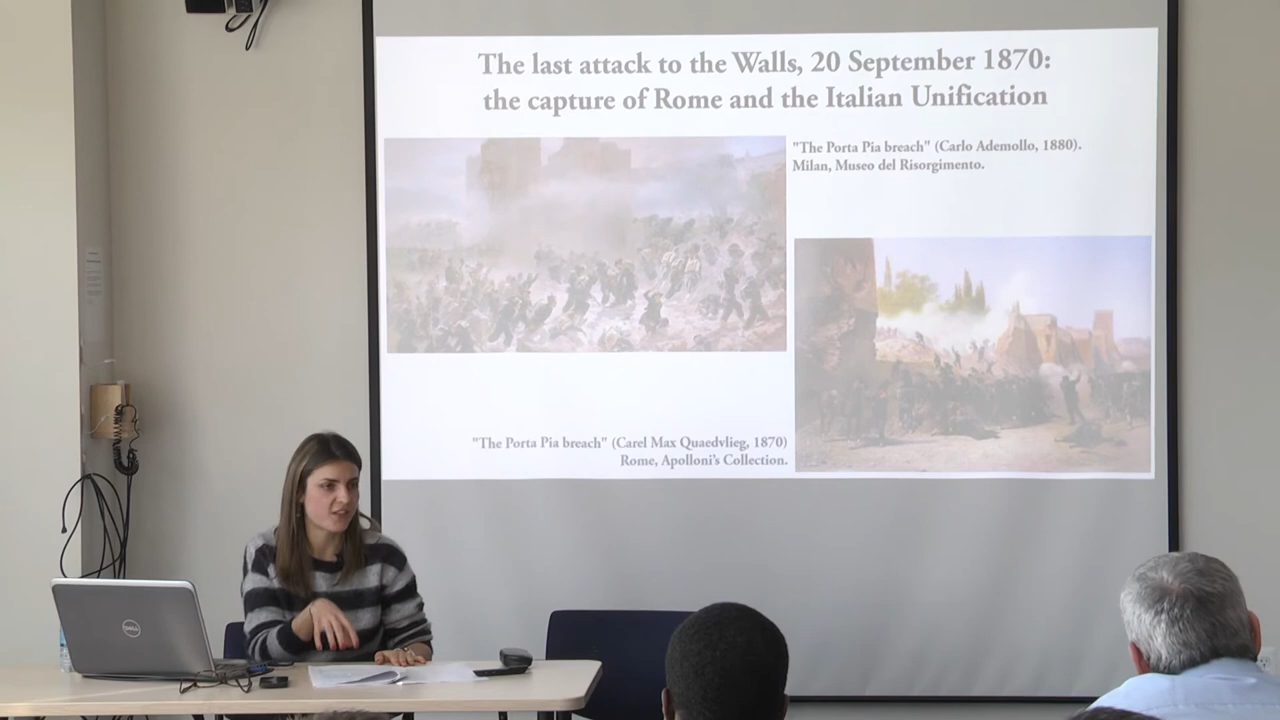 The last attack to the Walls, 20 September 1870:
the capture of Rome and the Italian Unification
"The Porta Pia breach" (Carlo Ademollo, 1880).
Milan, Museo del Risorgimento.
"The Porta Pia breach" (Carel Max Quaedvlieg, 1870)
Rome, Apolloni's Collection.
DELL